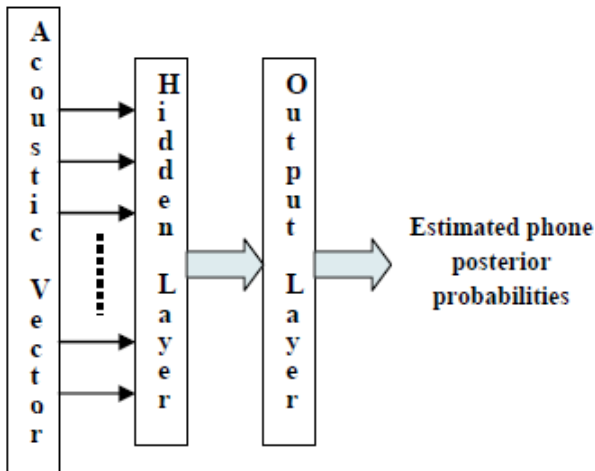 Acoustic Vector
Hidden Layer
Output Layer
Estimated phone
posterior
probabilities